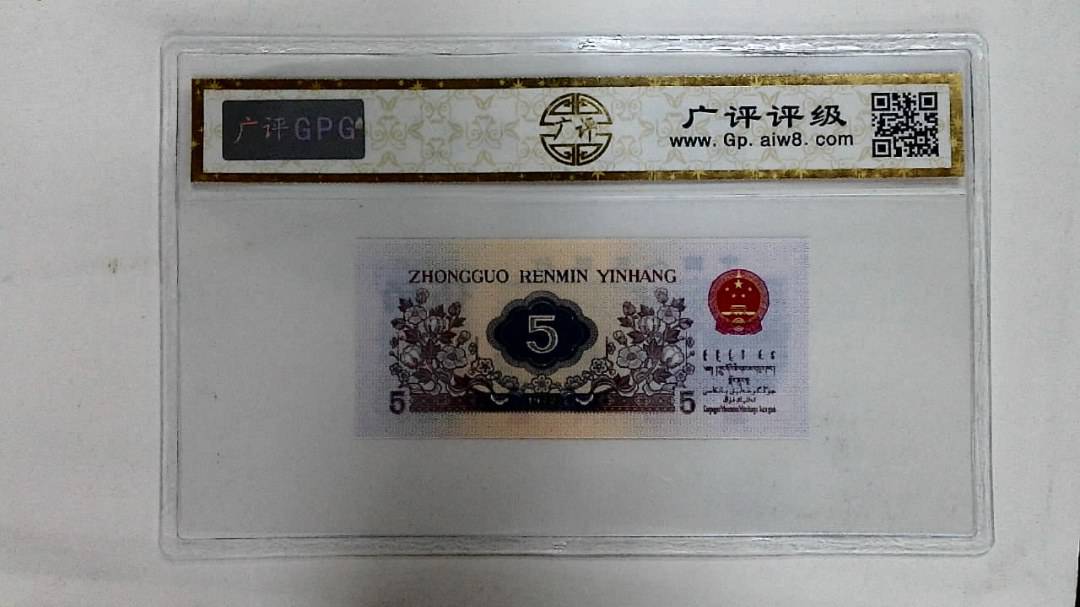 广评GPG
广评
广评评级
www. Gp. aiw8. com
ZHONGGUO RENMIN YINHANG
5
5
5